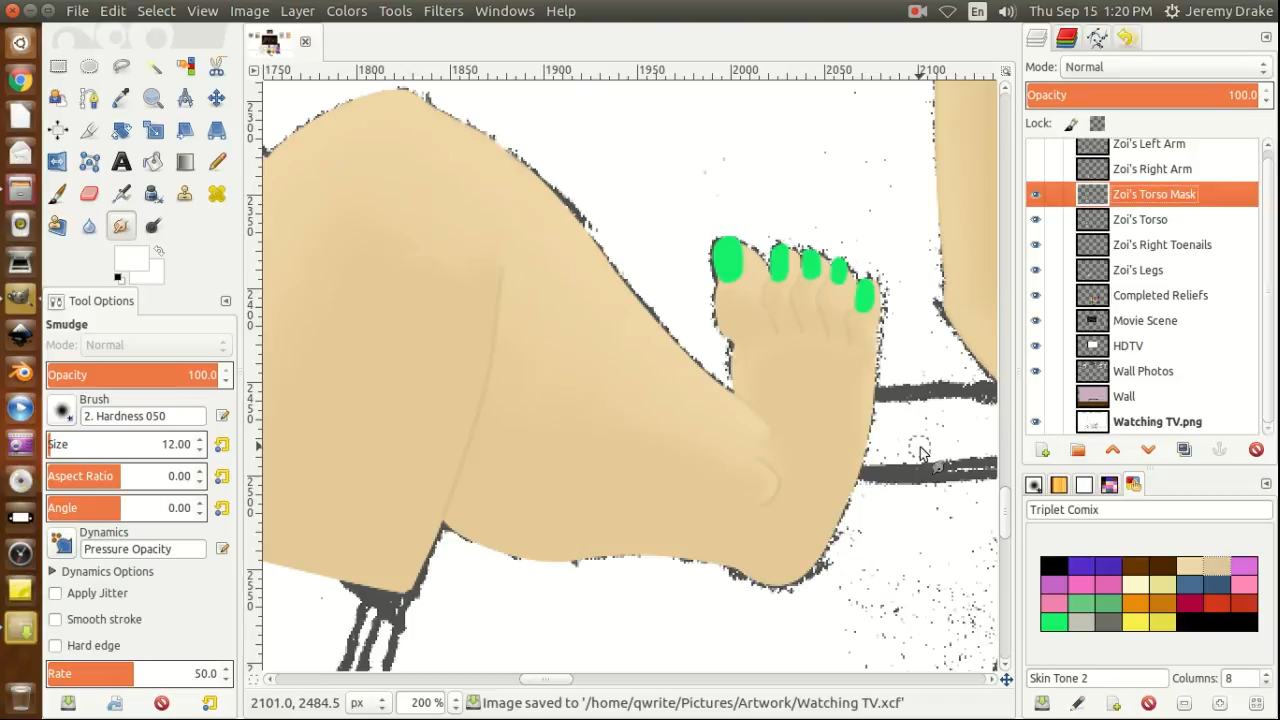 File Edit Select View Image Layer Colors Tools Filters Windows Help En Thu Sep 15 1:20 PM Jeremy Drake
1750 1800 1850 1900 1950 2000 2050 2100
Mode: Normal
Opacity 100.0
Lock:
Zoi's Left Arm
Zoi's Right Arm
Zoi's Torso Mask
Zoi's Torso
Zoi's Right Toenails
Zoi's Legs
Completed Reliefs
Movie Scene
HDTV
Wall Photos
Wall
Watching TV.png
Tool Options
Smudge
Mode: Normal
Opacity 100.0
Brush
2. Hardness 050
Size 12.00
Aspect Ratio 0.00
Angle 0.00
Dynamics
Pressure Opacity
Dynamics Options
Apply Jitter
Smooth stroke
Hard edge
Rate 50.0
Triplet Comix
Skin Tone 2 Columns: 8
2101.0, 2484.5 px 200 % Image saved to '/home/qwrite/Pictures/Artwork/Watching TV.xcf'